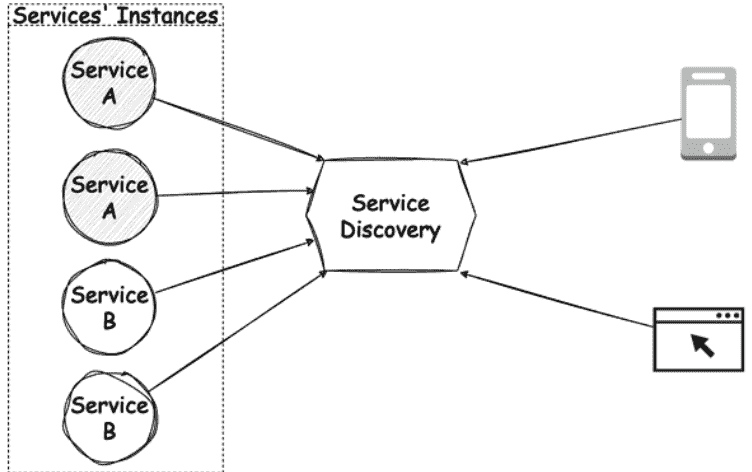 Services' Instances
Service
A
Service
A
Service
B
Service
B
Service
Discovery